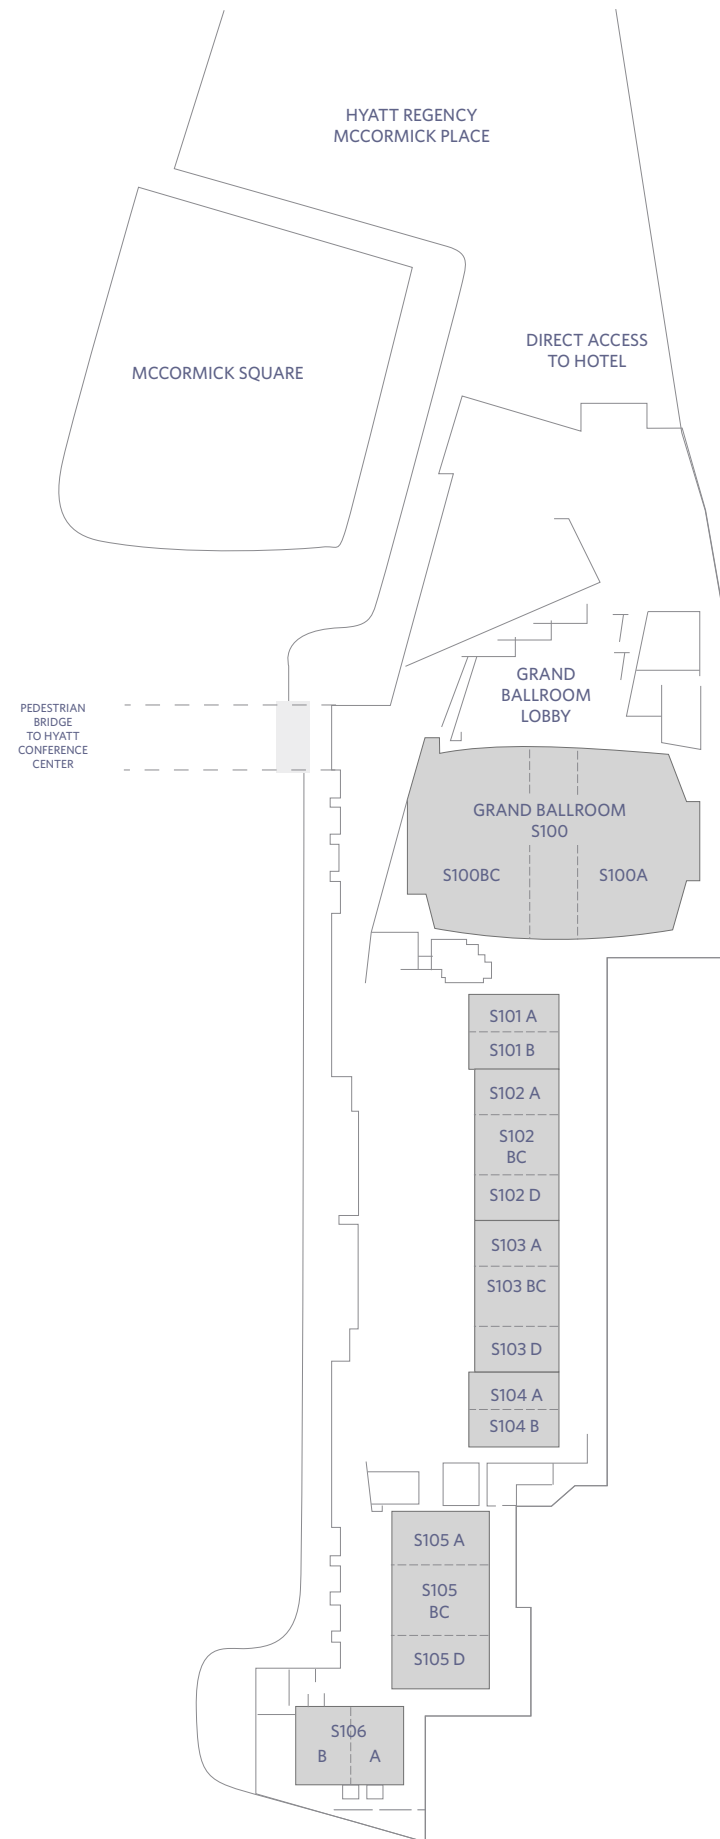 HYATT REGENCY
MCCORMICK PLACE
DIRECT ACCESS
TO HOTEL
MCCORMICK SQUARE
GRAND
BALLROOM
LOBBY
PEDESTRIAN
BRIDGE
TO HYATT
CONFERENCE
CENTER
GRAND BALLROOM
S100
S100BC
S100A
S101 A
S101 B
S102 A
S102
BC
S102 D
S103 A
S103 BC
S103 D
S104 A
S104 B
S105 A
S105
BC
S105 D
S106
B A